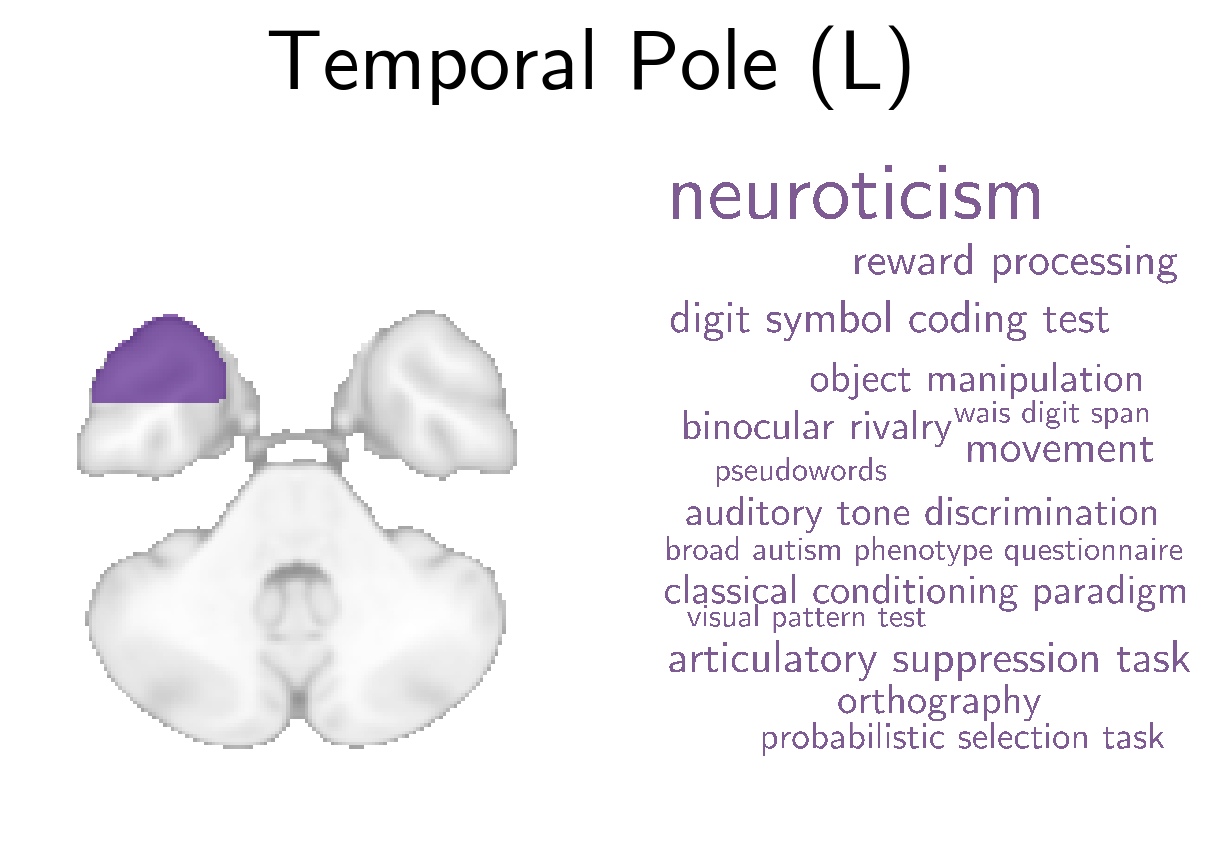 Temporal Pole (L)
neuroticism
reward processing
digit symbol coding test
object manipulation
wais digit span
binocular rivalry
movement
pseudowords
auditory tone discrimination
broad autism phenotype questionnaire
classical conditioning paradigm
visual pattern test
articulatory suppression task
orthography
probabilistic selection task